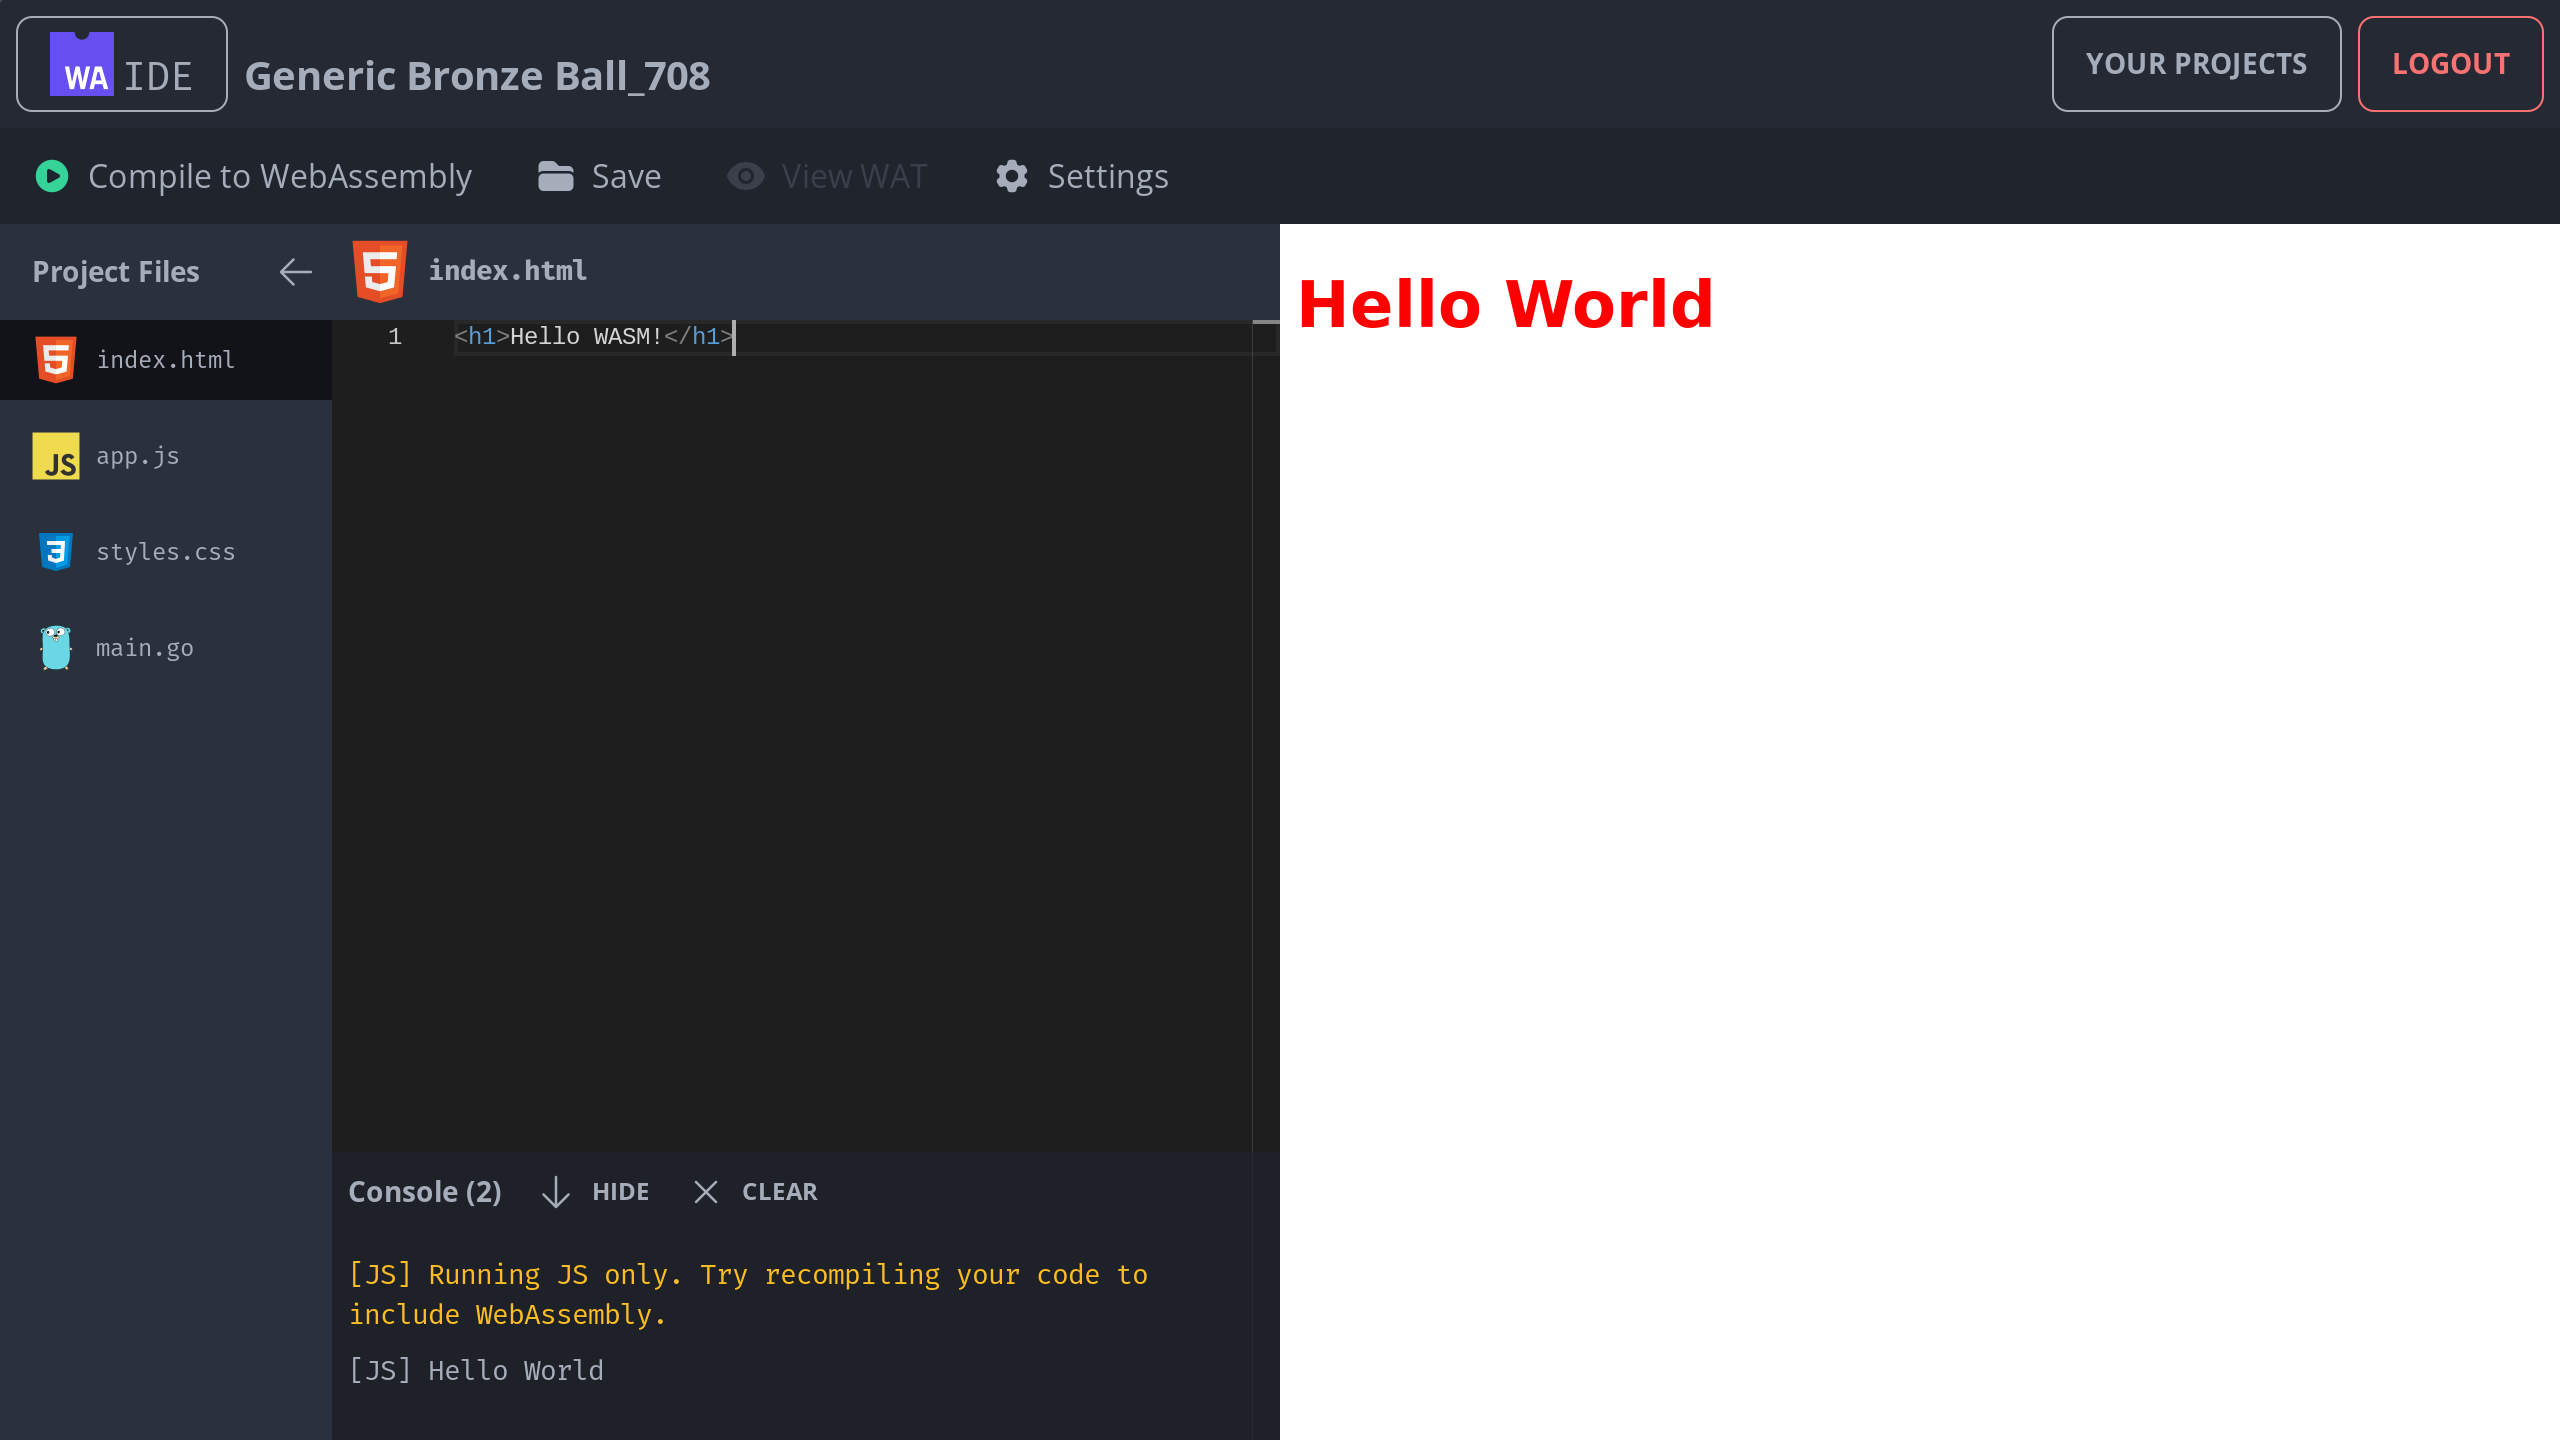 WA IDE
Generic Bronze Ball_708
YOUR PROJECTS
LOGOUT
Compile to WebAssembly
Save
View WAT
Settings
Project Files
index.html
index.html
JS app.js
styles.css
main.go
1
<h1>Hello WASM!</h1>
Hello World
Console (2)
HIDE
CLEAR
[JS] Running JS only. Try recompiling your code to
include WebAssembly.
[JS] Hello World